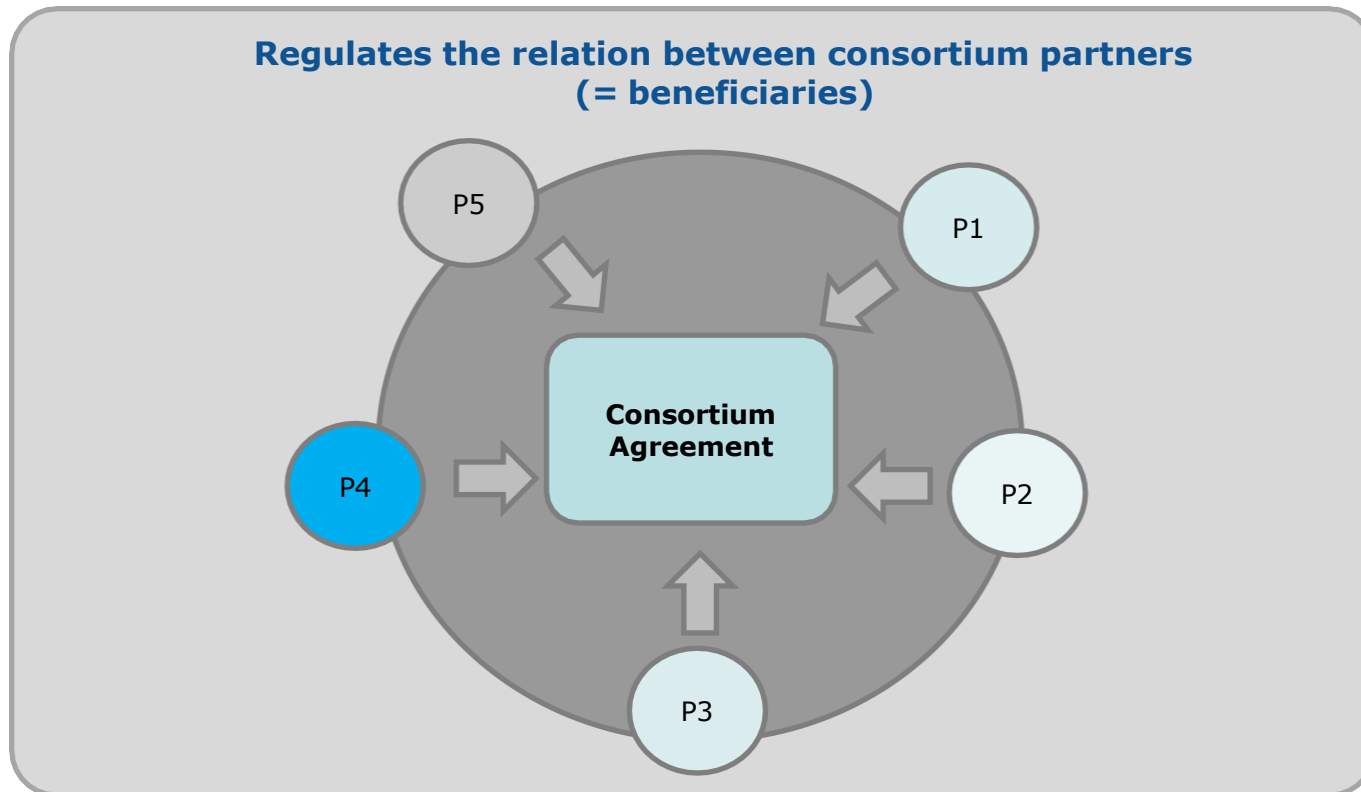 Regulates the relation between consortium partners
(= beneficiaries)
P5
P1
Consortium
Agreement
P4
P2
P3